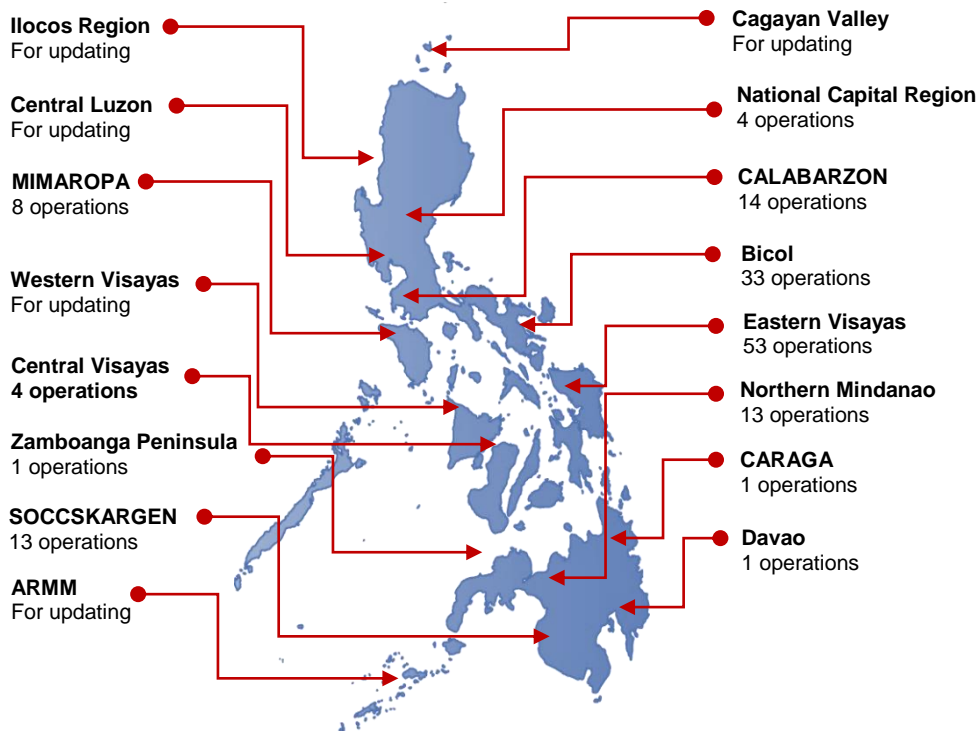 Ilocos Region
For updating
Central Luzon
For updating
MIMAROPA
8 operations
Western Visayas
For updating
Central Visayas
4 operations
Zamboanga Peninsula
1 operations
SOCCSKARGEN
13 operations
ARMM
For updating
Cagayan Valley
For updating
National Capital Region
4 operations
CALABARZON
14 operations
Bicol
33 operations
Eastern Visayas
53 operations
Northern Mindanao
13 operations
CARAGA
1 operations
Davao
1 operations